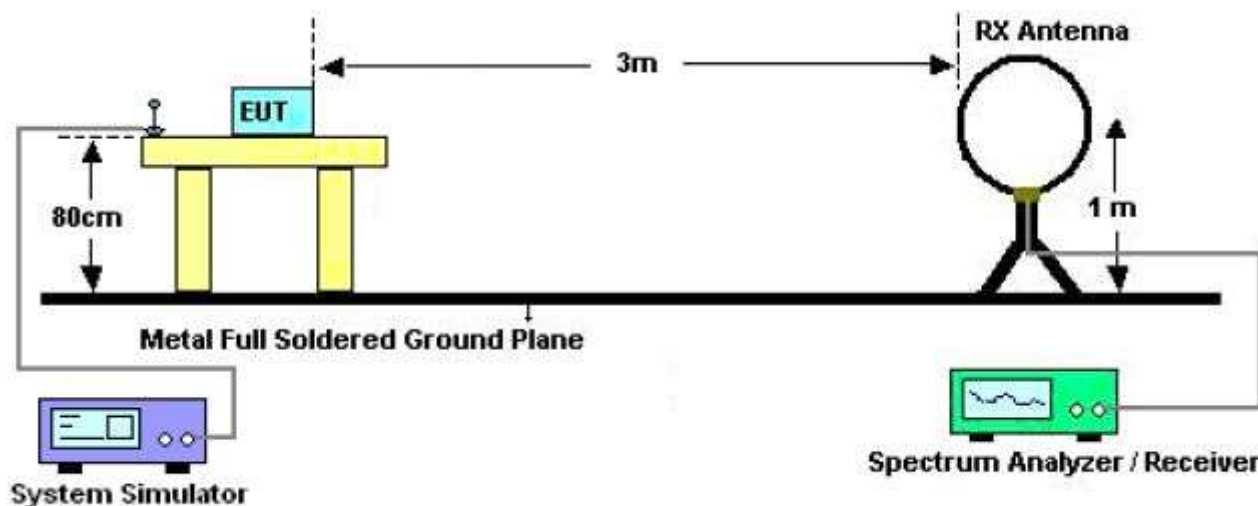 RX Antenna
3m
EUT
80cm
1 m
Metal Full Soldered Ground Plane
Spectrum Analyzer / Receiver
System Simulator